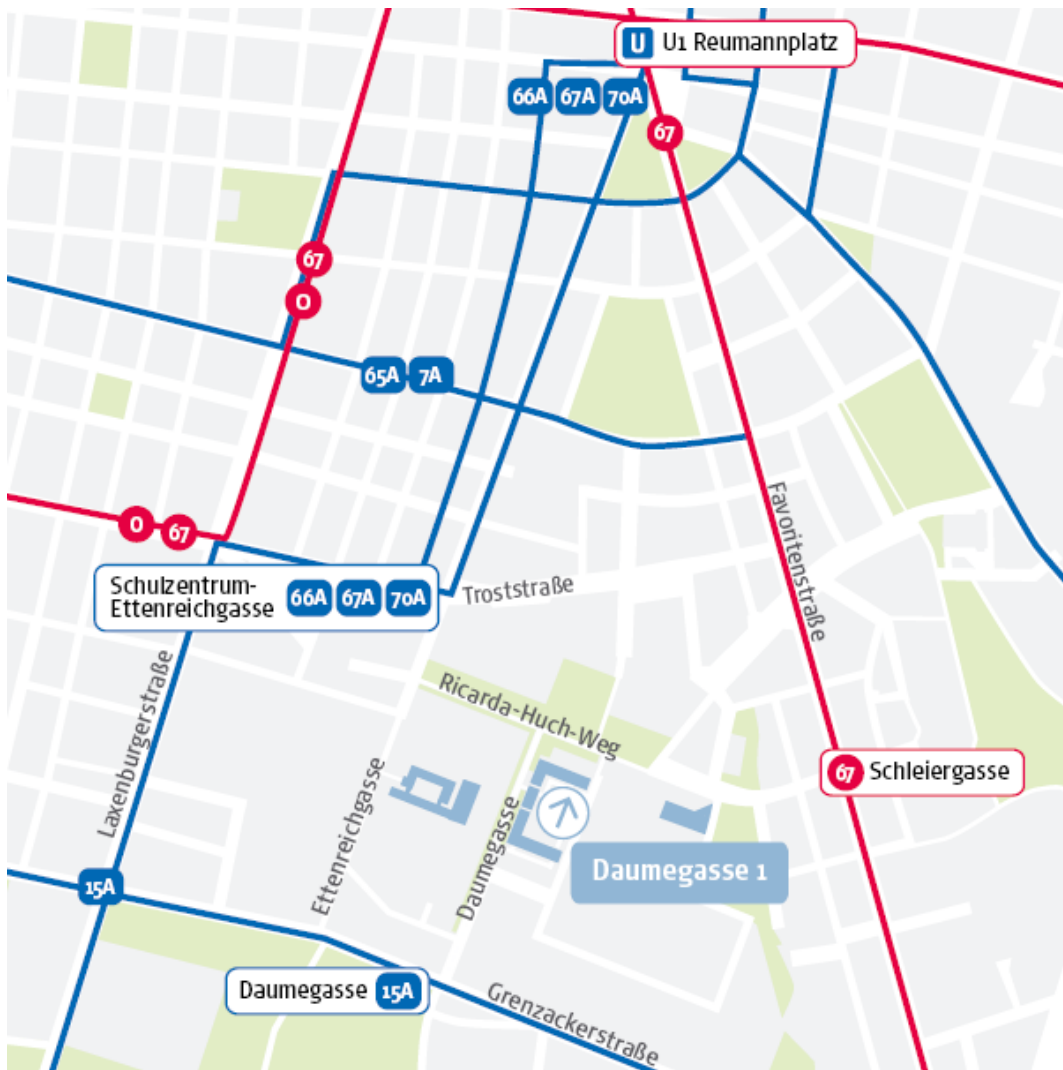 U U1 Reumannplatz
66A 67A 70A
67
67
O
65A 7A
O 67
Favoritenstraße
Schulzentrum-
Ettenreichgasse 66A 67A 70A
Troststraße
Laxenburgerstraße
Ricarda-Huch-Weg
67 Schleiergasse
Ettenreichgasse
Daumegasse
Daumegasse 1
15A
Daumegasse 15A
Grenzackerstraße